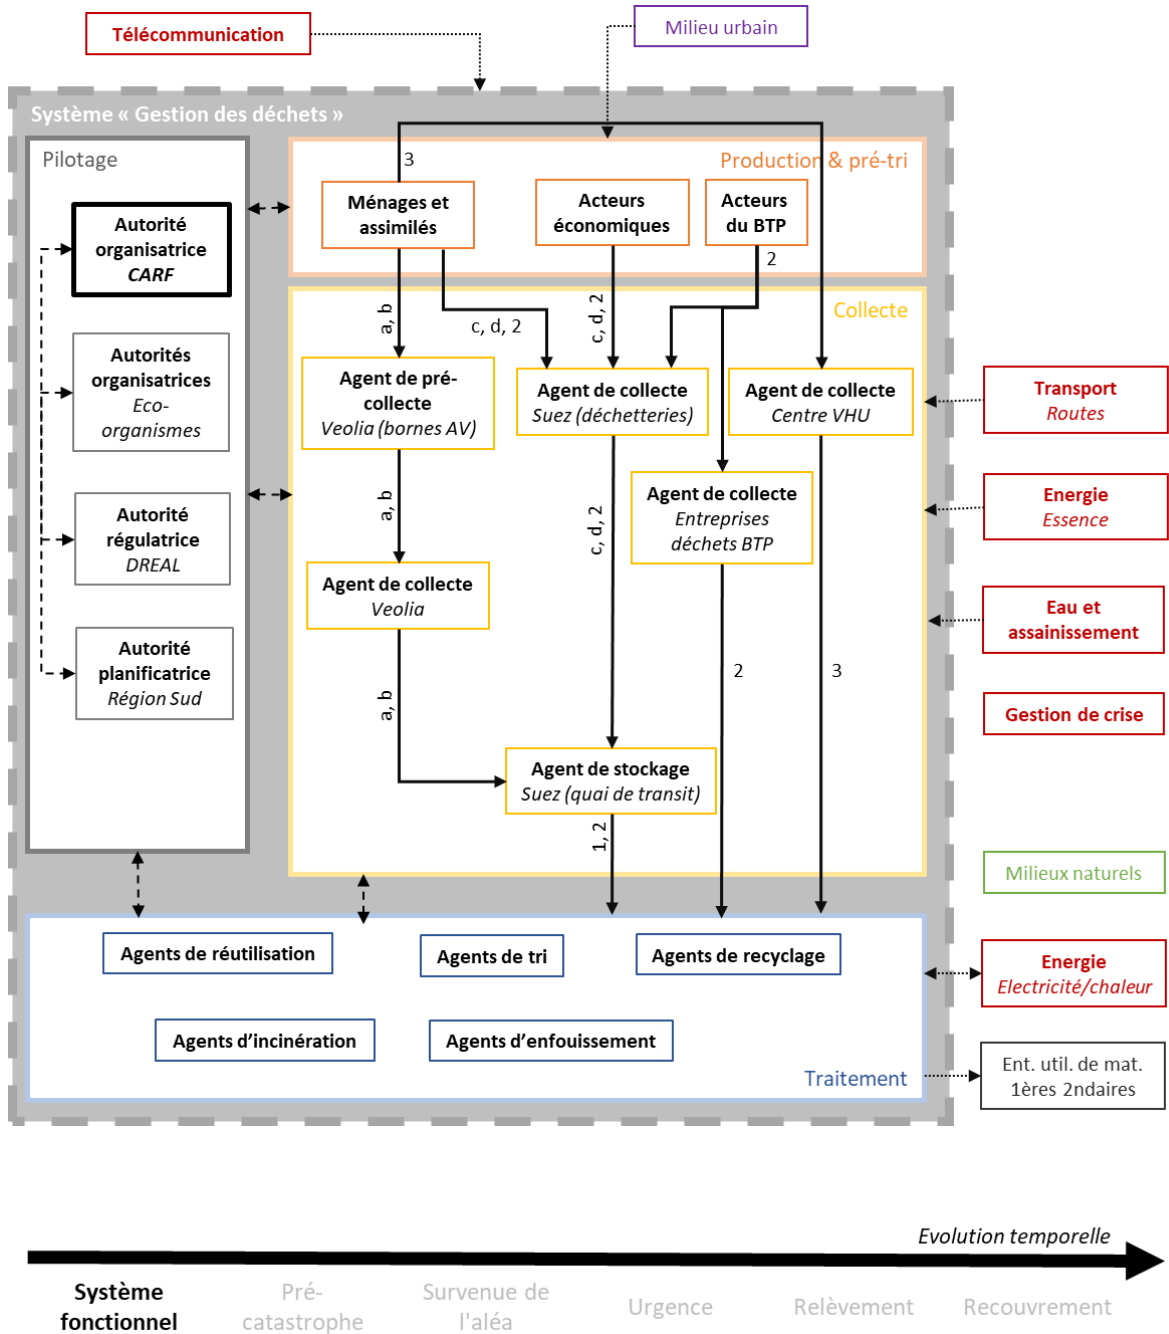 Télécommunication
Milieu urbain
Système « Gestion des déchets »
Pilotage
Production & pré-tri
3
Ménages et
assimilés
Acteurs
économiques
Acteurs
du BTP
2
Autorité
organisatrice
CARF
Collecte
a, b
c, d, 2
c, d, 2
Autorités
organisatrices
Eco-
organismes
Agent de pré-
collecte
Veolia (bornes AV)
Agent de collecte
Suez (déchetteries)
Agent de collecte
Centre VHU
Transport
Routes
a, b
c, d, 2
Agent de collecte
Entreprises
déchets BTP
Energie
Essence
Autorité
régulatrice
DREAL
Agent de collecte
Veolia
Eau et
assainissement
Autorité
planificatrice
Région Sud
a, b
2
3
Gestion de crise
Agent de stockage
Suez (quai de transit)
1, 2
Milieux naturels
Agents de réutilisation
Agents de tri
Agents de recyclage
Energie
Electricité/chaleur
Agents d’incinération
Agents d’enfouissement
Traitement
Ent. util. de mat.
1ères 2ndaires
Evolution temporelle
Système
fonctionnel
Pré-
catastrophe
Survenue de
l'aléa
Urgence
Relèvement
Recouvrement